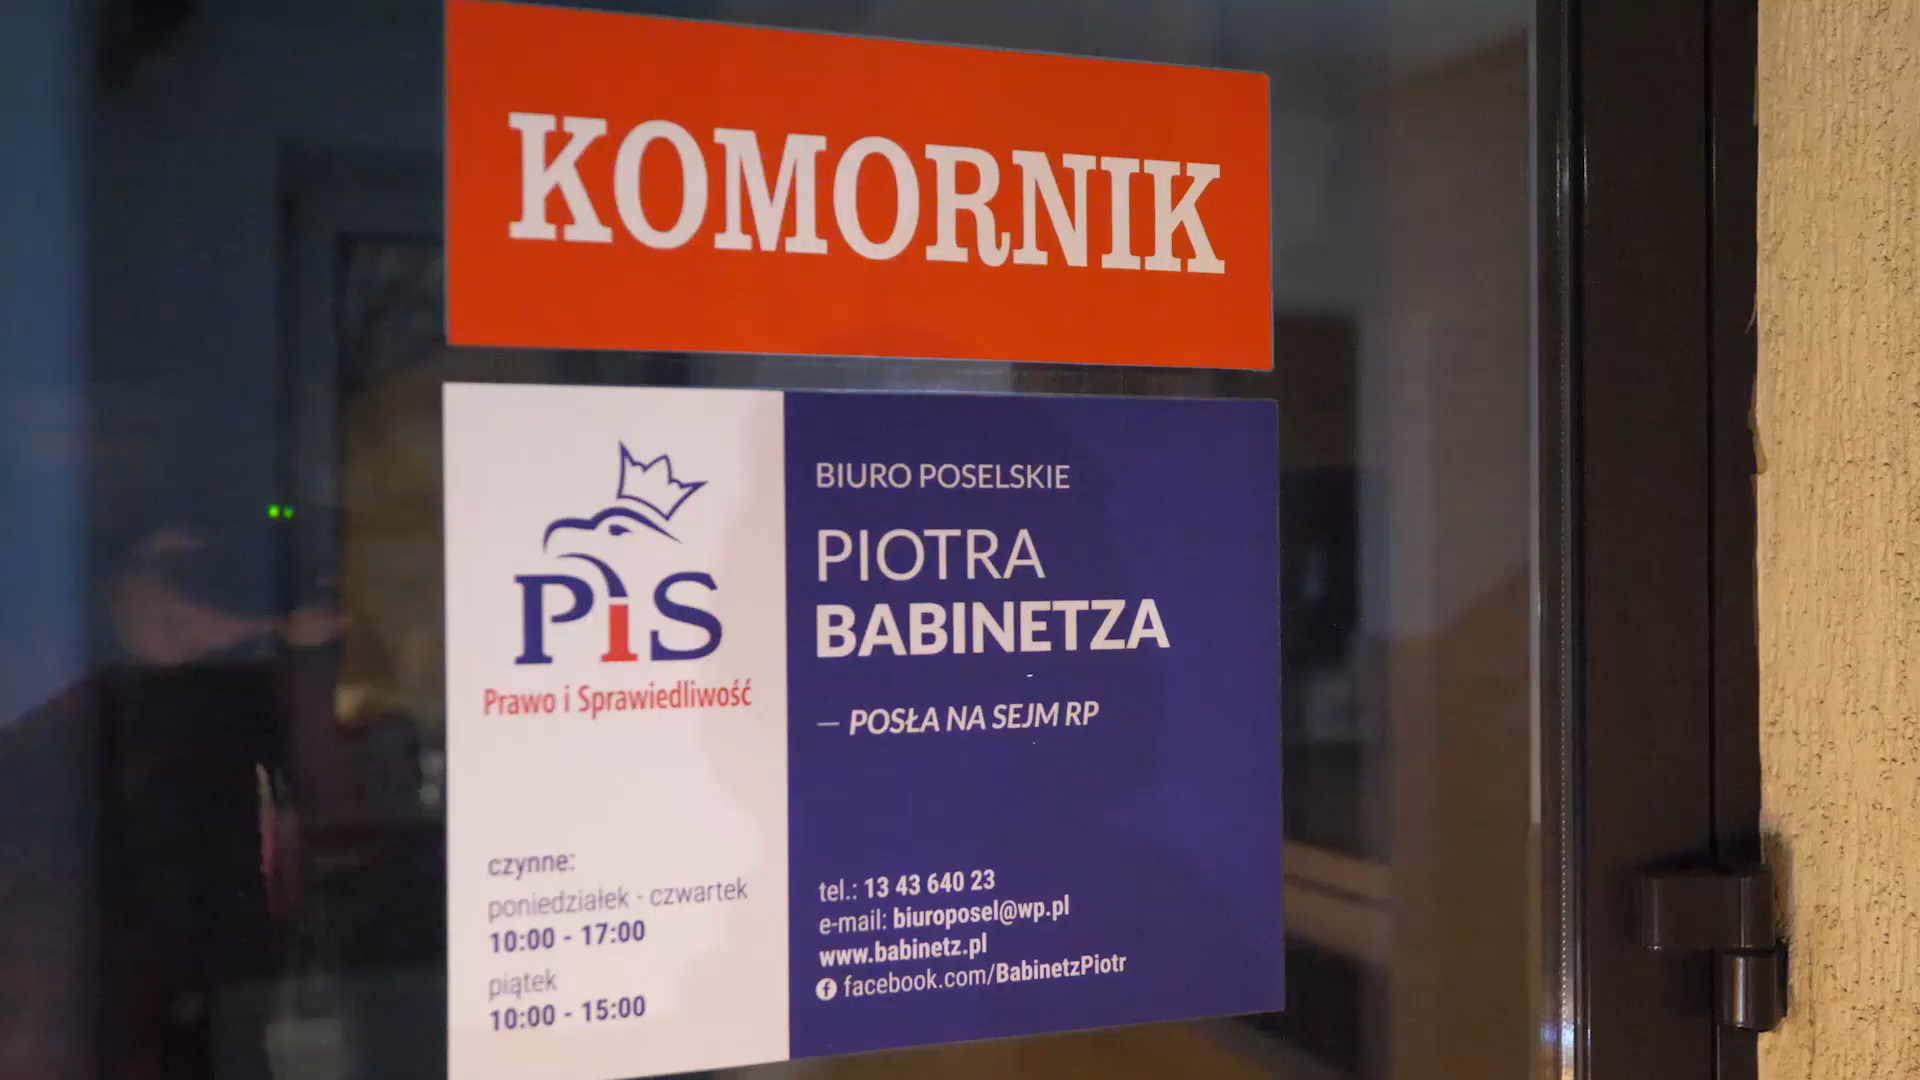 KOMORNIK
PiS
Prawo i Sprawiedliwość
czynne:
poniedziałek - czwartek
10:00 - 17:00
piątek
10:00 - 15:00
BIURO POSELSKIE
PIOTRA
BABINETZA
— POSŁA NA SEJM RP
tel.: 13 43 640 23
e-mail: biuroposel@wp.pl
www.babinetz.pl
facebook.com/BabinetzPiotr